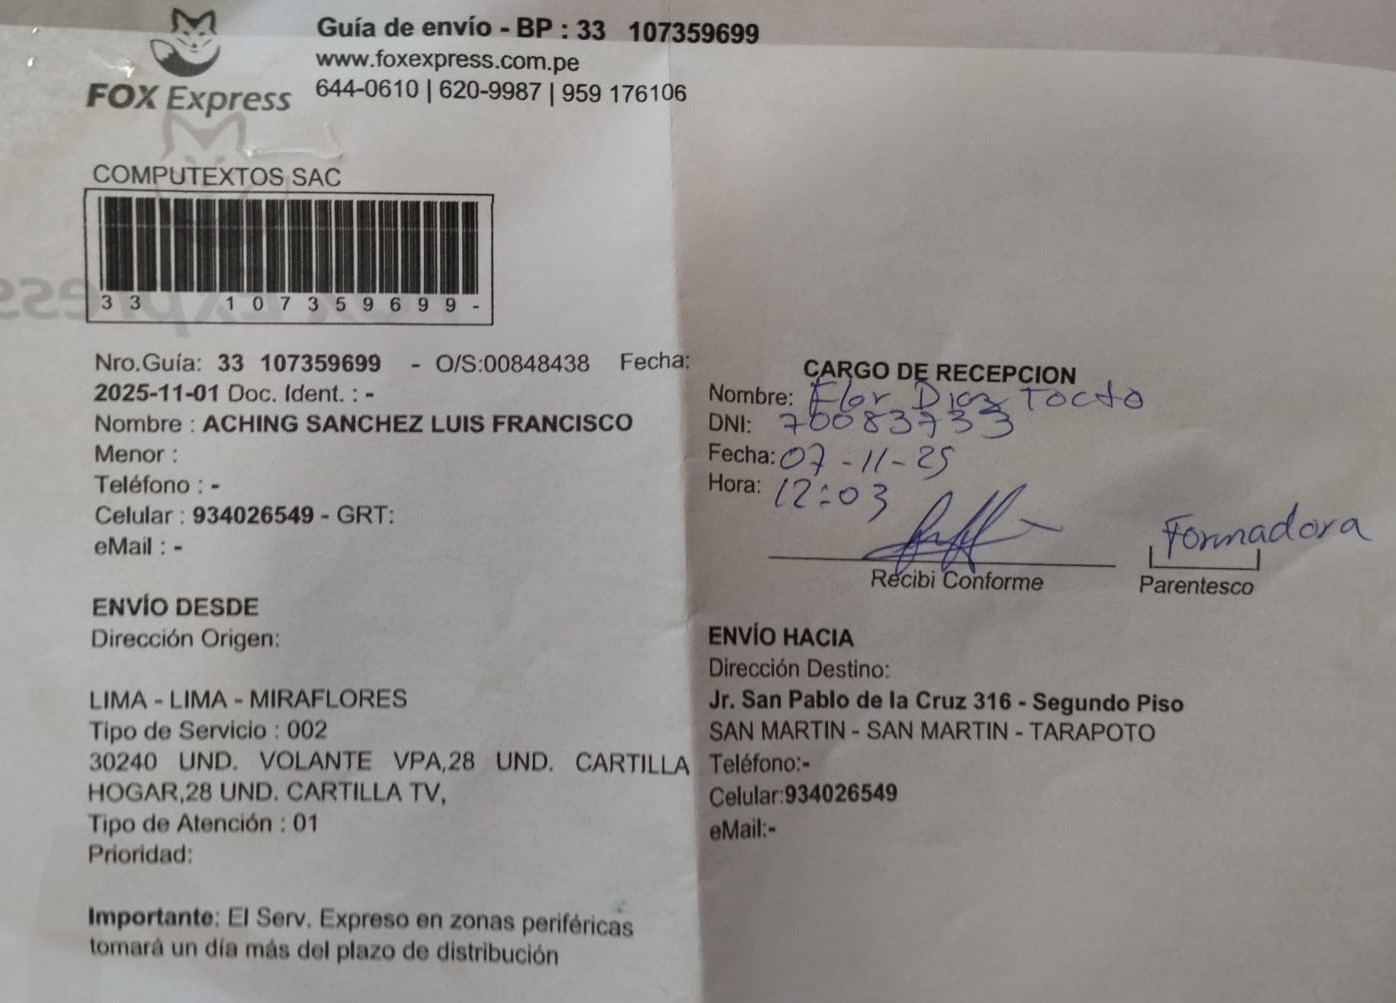 FOX Express
Guía de envío - BP : 33 107359699
www.foxexpress.com.pe
644-0610 | 620-9987 | 959 176106
COMPUTEXTOS SAC
33 107359699-
Nro.Guía: 33 107359699 - O/S:00848438 Fecha:
2025-11-01 Doc. Ident. : -
Nombre : ACHING SANCHEZ LUIS FRANCISCO
Menor :
Teléfono : -
Celular : 934026549 - GRT:
eMail : -
ENVÍO DESDE
Dirección Origen:
LIMA - LIMA - MIRAFLORES
Tipo de Servicio : 002
30240 UND. VOLANTE VPA,28 UND. CARTILLA
HOGAR,28 UND. CARTILLA TV,
Tipo de Atención : 01
Prioridad:
Importante: El Serv. Expreso en zonas periféricas
tomará un día más del plazo de distribución
CARGO DE RECEPCION
Nombre: Flor Diaz Tocto
DNI: 70083733
Fecha: 07-11-25
Hora: 12:03
Formadora
Recibi Conforme Parentesco
ENVÍO HACIA
Dirección Destino:
Jr. San Pablo de la Cruz 316 - Segundo Piso
SAN MARTIN - SAN MARTIN - TARAPOTO
Teléfono:-
Celular:934026549
eMail:-